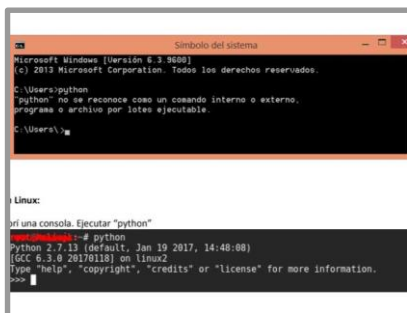 Símbolo del sistema
Microsoft Windows [Versión 6.3.9600]
(c) 2013 Microsoft Corporation. Todos los derechos reservados.
C:\Users>python
"python" no se reconoce como un comando interno o externo,
programa o archivo por lotes ejecutable.
C:\Users\>
Linux:
rí una consola. Ejecutar "python"
:~# python
Python 2.7.13 (default, Jan 19 2017, 14:48:08)
[GCC 6.3.0 20170118] on linux2
Type "help", "copyright", "credits" or "license" for more information.
>>>